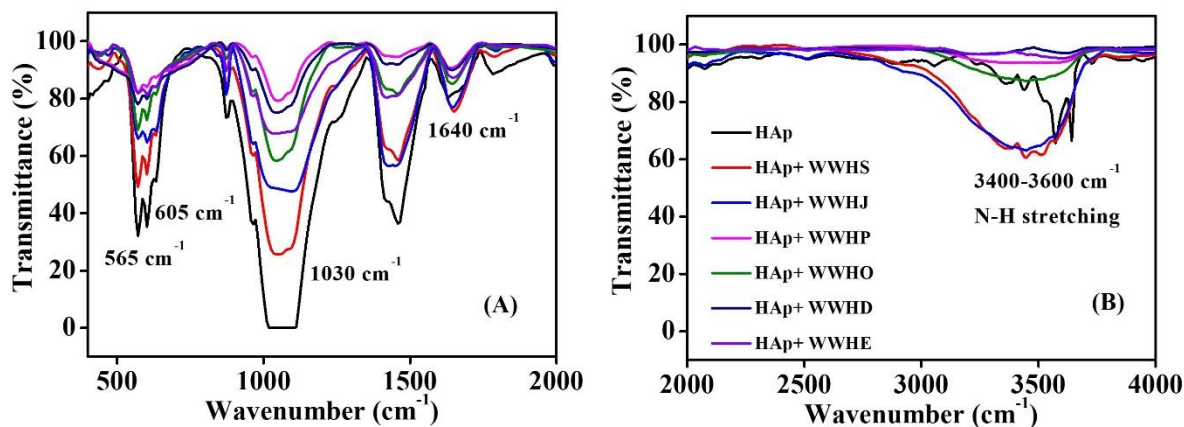 Transmittance (%)
100
80
60
40
20
0
605 cm⁻¹
565 cm⁻¹
1030 cm⁻¹
1640 cm⁻¹
(A)
500
1000
1500
2000
Wavenumber (cm⁻¹)
Transmittance (%)
100
80
60
40
20
0
HAp
HAp+ WWHS
HAp+ WWHJ
HAp+ WWHP
HAp+ WWHO
HAp+ WWHD
HAp+ WWHE
3400-3600 cm⁻¹
N-H stretching
(B)
2000
2500
3000
3500
4000
Wavenumber (cm⁻¹)